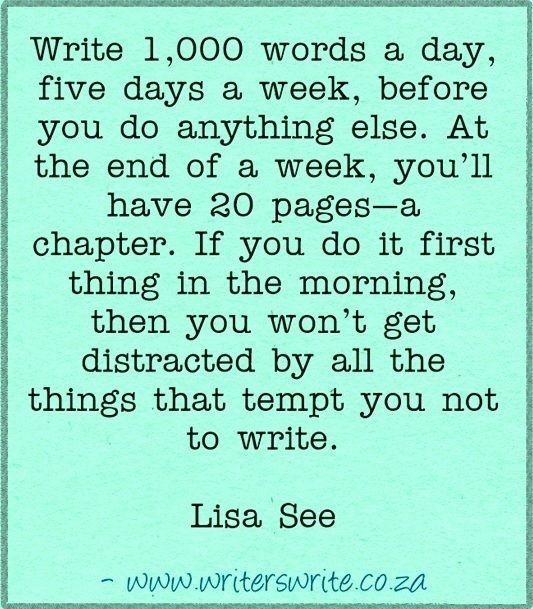 Write 1,000 words a day,
five days a week, before
you do anything else. At
the end of a week, you’ll
have 20 pages—a
chapter. If you do it first
thing in the morning,
then you won’t get
distracted by all the
things that tempt you not
to write.
Lisa See
- www.writerswrite.co.za